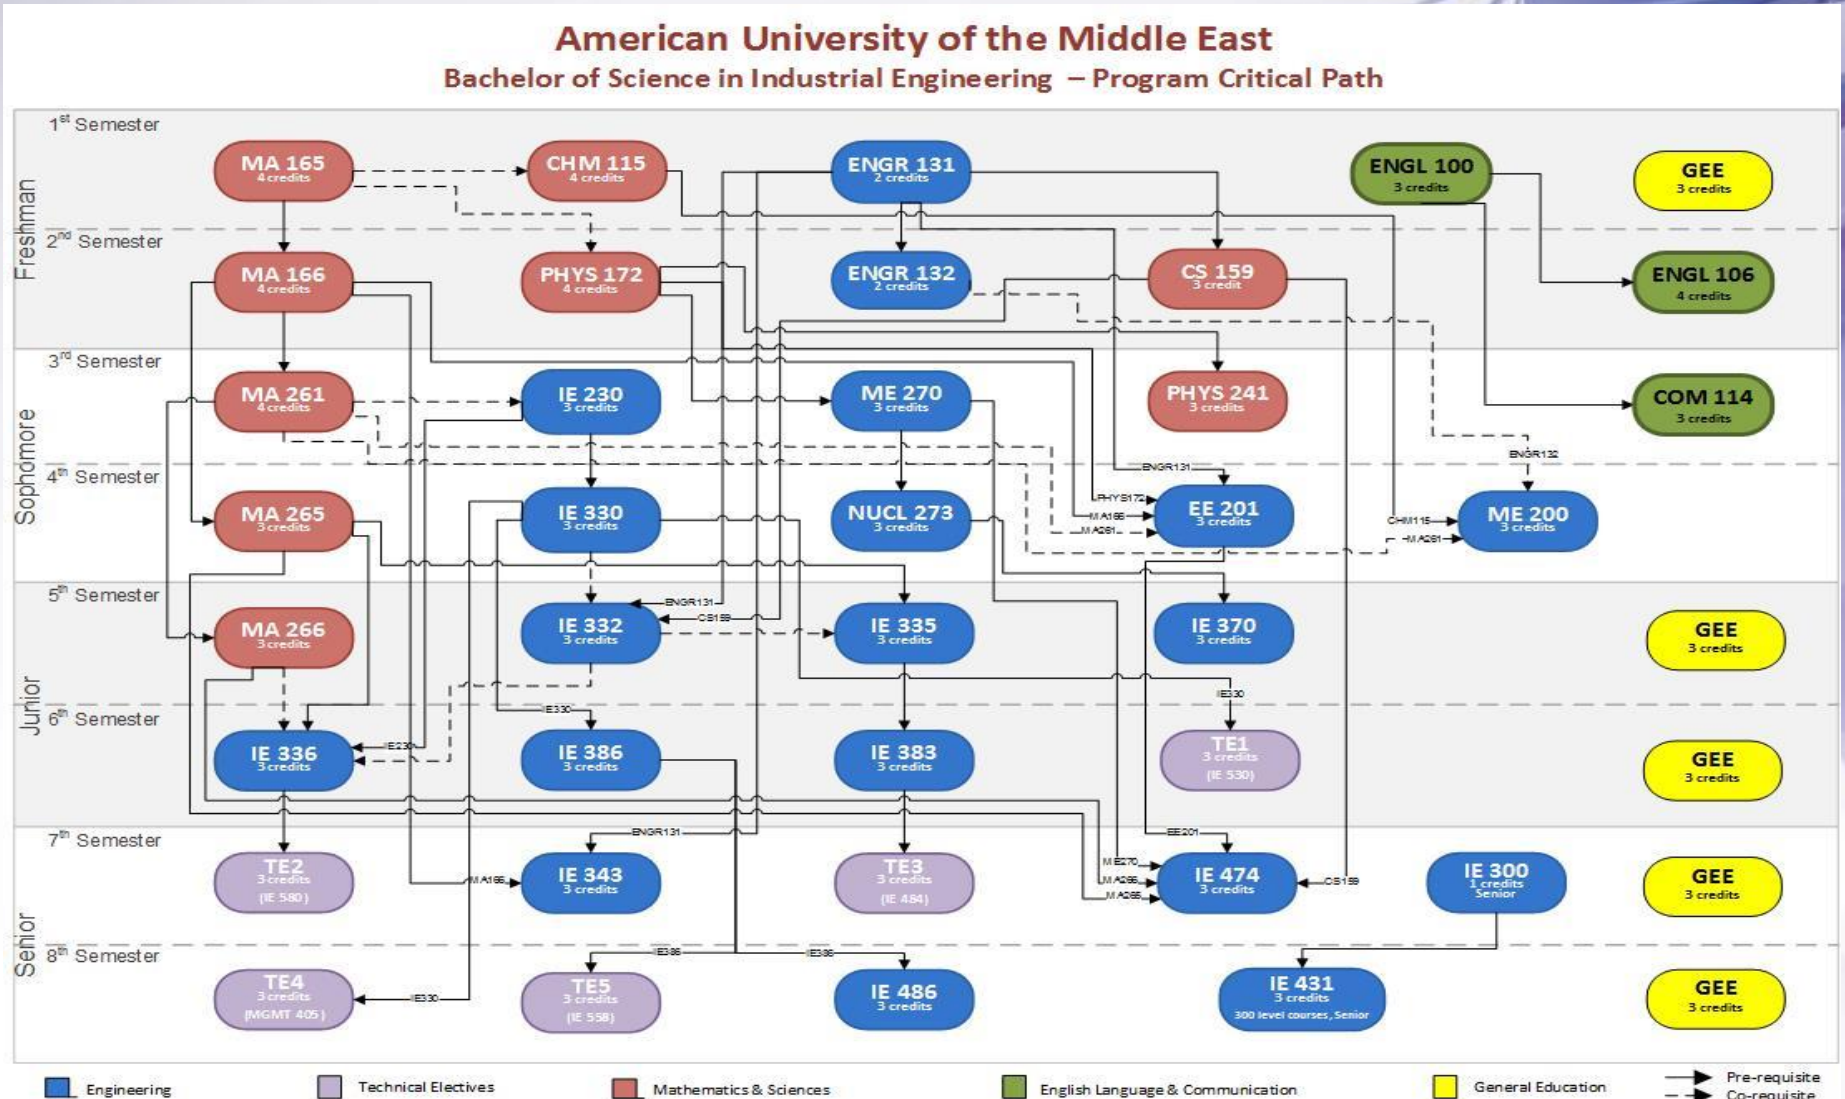 American University of the Middle East
Bachelor of Science in Industrial Engineering – Program Critical Path
Freshman
1st Semester
MA 165
4 credits
CHM 115
4 credits
ENGR 131
2 credits
ENGL 100
3 credits
GEE
3 credits
2nd Semester
MA 166
4 credits
PHYS 172
4 credits
ENGR 132
2 credits
CS 159
3 credit
ENGL 106
4 credits
Sophomore
3rd Semester
MA 261
4 credits
IE 230
3 credits
ME 270
3 credits
PHYS 241
3 credits
COM 114
3 credits
ENGR132
4th Semester
ENGR131
MA 265
3 credits
IE 330
3 credits
NUCL 273
3 credits
PHYS172
MA166
MA261
EE 201
3 credits
CHM115
MA261
ME 200
3 credits
Junior
5th Semester
MA 266
3 credits
IE 332
3 credits
ENGR131
CS159
IE 335
3 credits
IE 370
3 credits
GEE
3 credits
IE330
6th Semester
IE330
IE 336
3 credits
IE230
IE 386
3 credits
IE 383
3 credits
TE1
3 credits
(IE 530)
GEE
3 credits
Senior
7th Semester
ENGR131
EE201
TE2
3 credits
(IE 580)
MA166
IE 343
3 credits
TE3
3 credits
(IE 484)
ME270
MA266
MA265
IE 474
3 credits
CS159
IE 300
1 credits
Senior
GEE
3 credits
8th Semester
IE386
IE386
TE4
3 credits
(MGMT 405)
IE330
TE5
3 credits
(IE 558)
IE 486
3 credits
IE 431
3 credits
300 level courses, Senior
GEE
3 credits
Engineering
Technical Electives
Mathematics & Sciences
English Language & Communication
General Education
Pre-requisite
Co-requisite